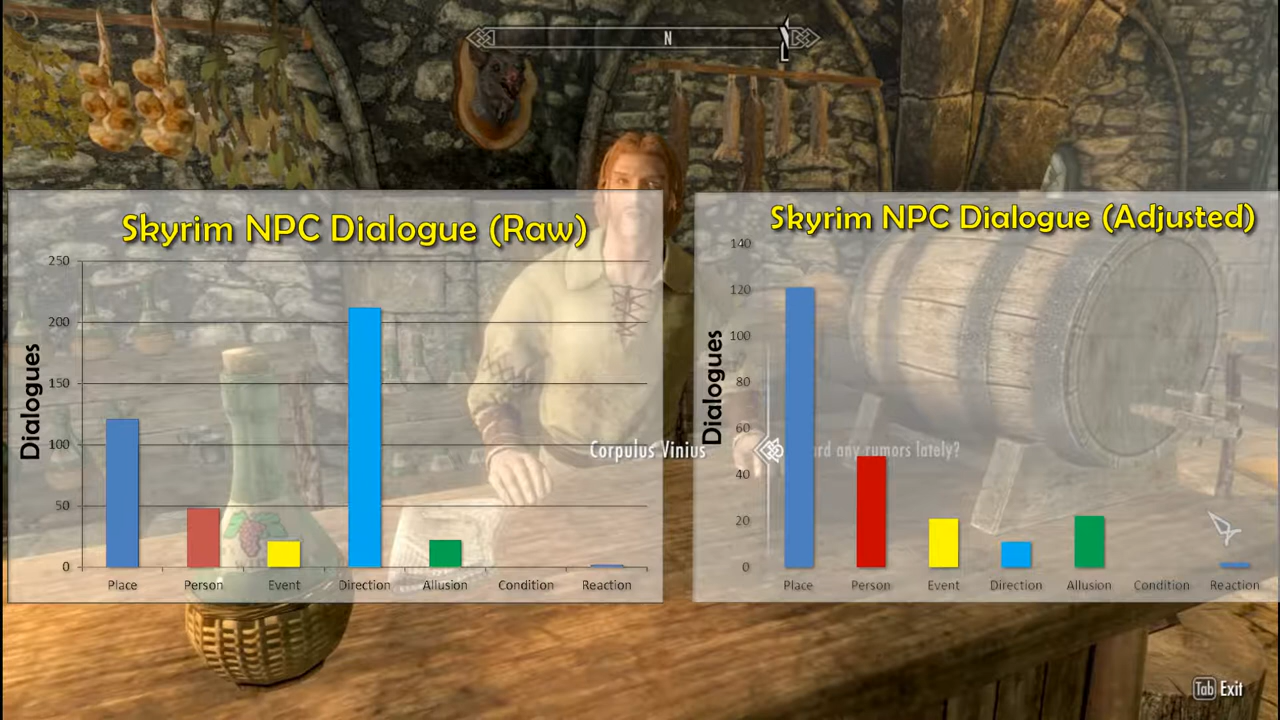 N
Skyrim NPC Dialogue (Raw)
250
200
150
100
50
0
Dialogues
Place Person Event Direction Allusion Condition Reaction
Skyrim NPC Dialogue (Adjusted)
140
120
100
80
60
40
20
0
Dialogues
Place Person Event Direction Allusion Condition Reaction
Corpulus Vinius
any rumors lately?
Tab Exit